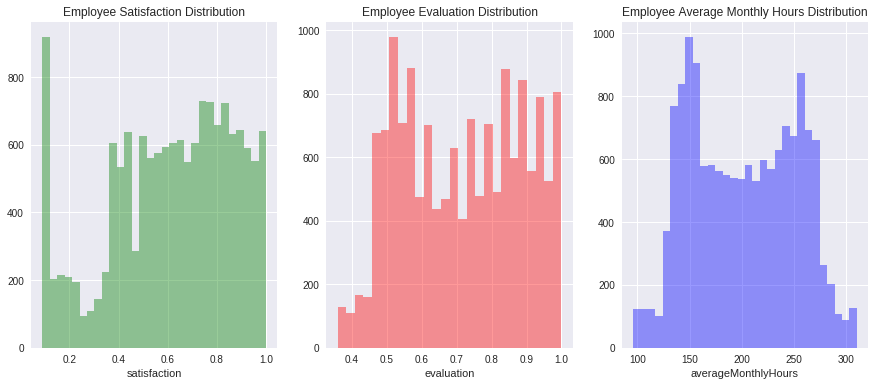 Employee Satisfaction Distribution
800
600
400
200
0
0.2 0.4 0.6 0.8 1.0
satisfaction
Employee Evaluation Distribution
1000
800
600
400
200
0
0.4 0.5 0.6 0.7 0.8 0.9 1.0
evaluation
Employee Average Monthly Hours Distribution
1000
800
600
400
200
0
100 150 200 250 300
averageMonthlyHours